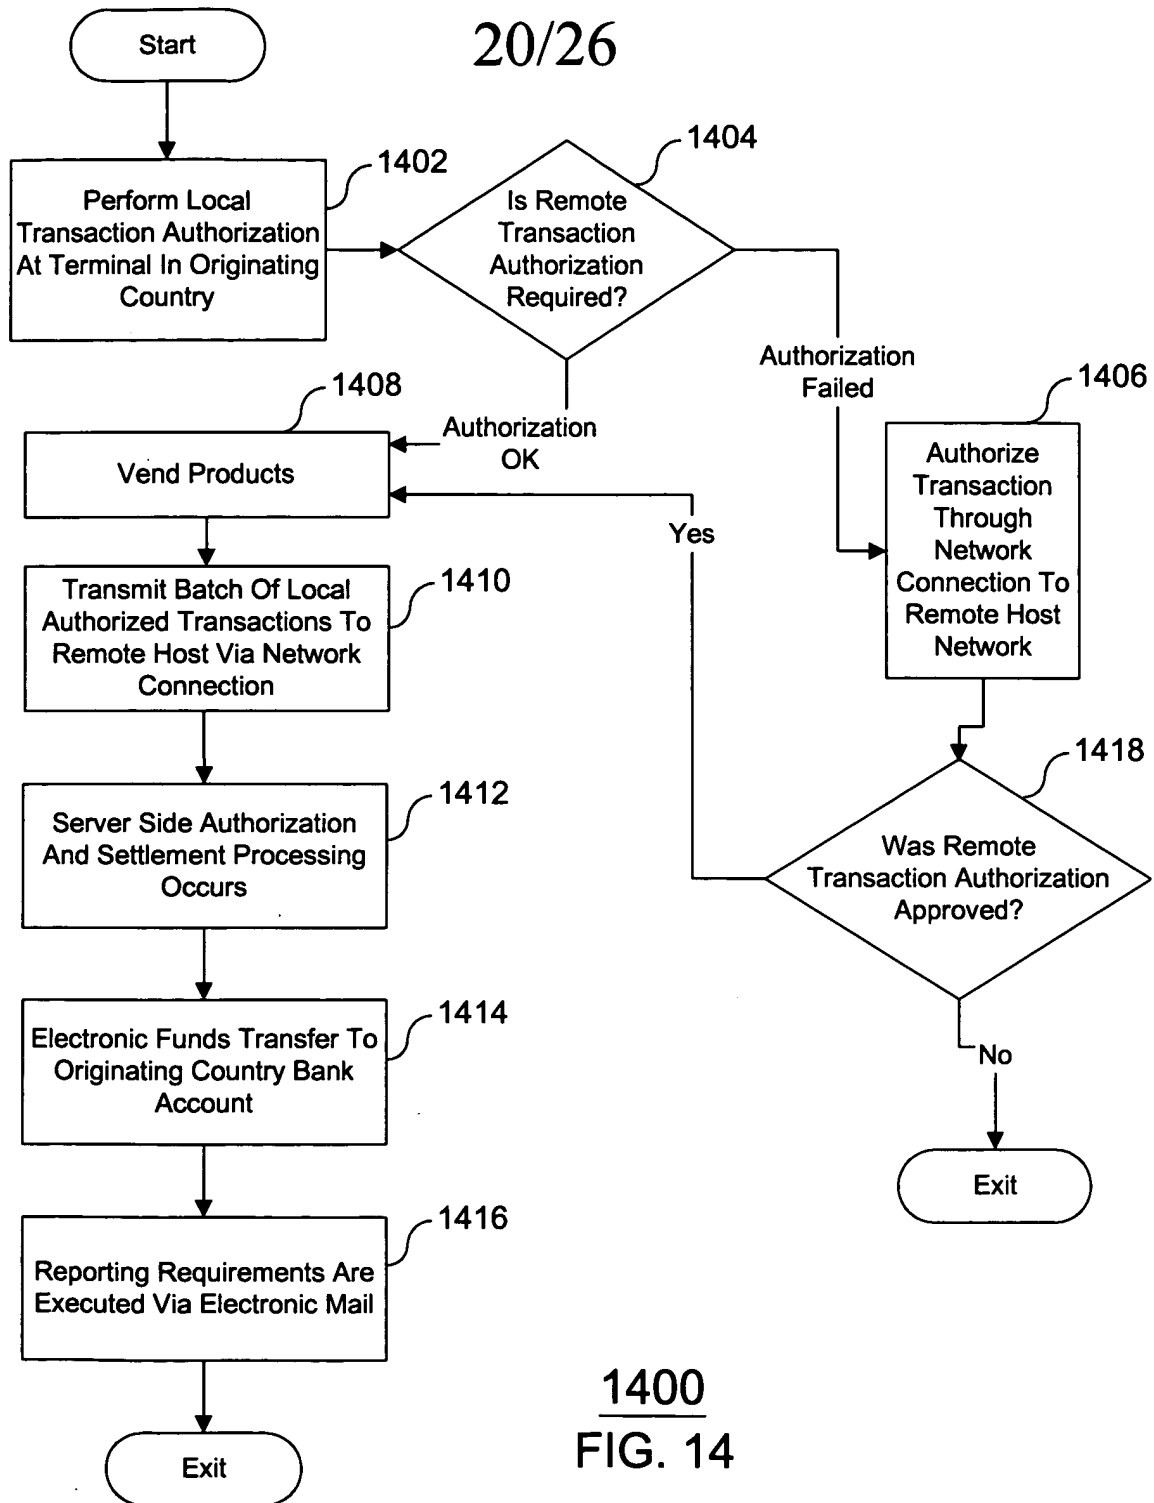 Start
20/26
1402
Perform Local
Transaction Authorization
At Terminal In Originating
Country
1404
Is Remote
Transaction
Authorization
Required?
Authorization
Failed
Authorization
OK
1406
Authorize
Transaction
Through
Network
Connection To
Remote Host
Network
1408
Vend Products
Yes
1410
Transmit Batch Of Local
Authorized Transactions To
Remote Host Via Network
Connection
1418
Was Remote
Transaction Authorization
Approved?
No
Exit
1412
Server Side Authorization
And Settlement Processing
Occurs
1414
Electronic Funds Transfer To
Originating Country Bank
Account
1416
Reporting Requirements Are
Executed Via Electronic Mail
Exit
1400
FIG. 14